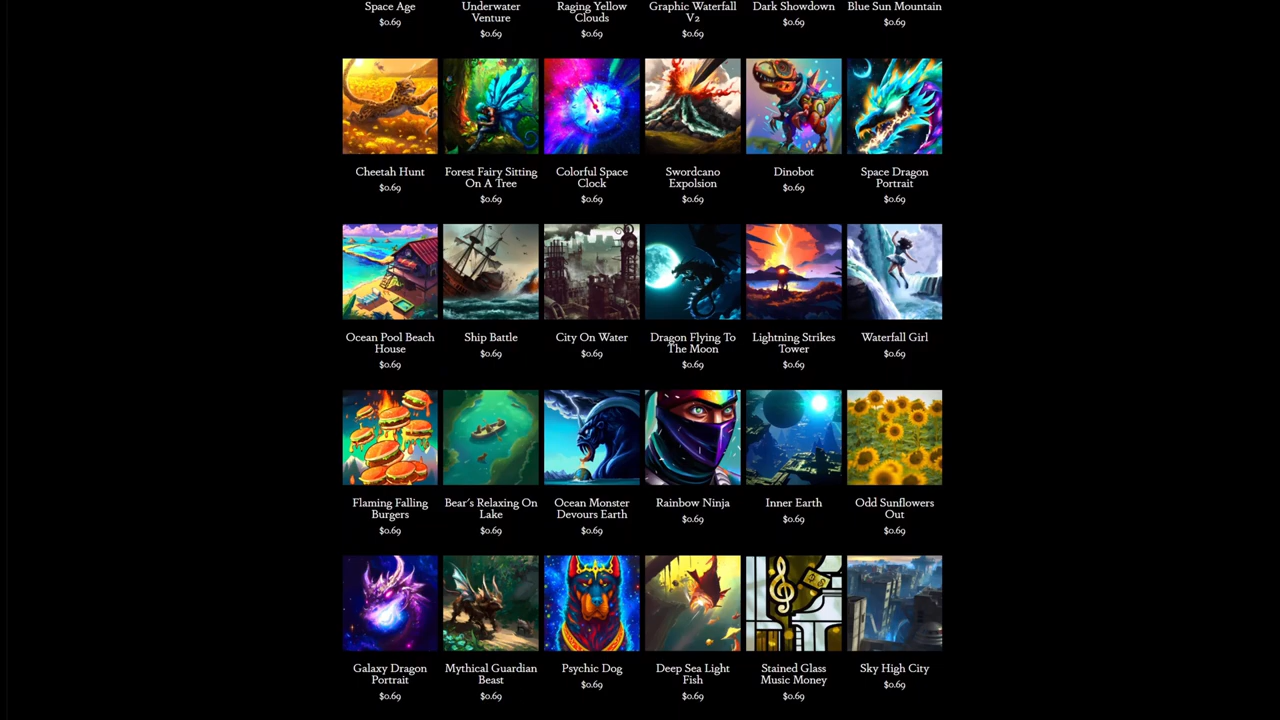 Space Age
$0.69
Underwater
Venture
$0.69
Raging Yellow
Clouds
$0.69
Graphic Waterfall
V2
$0.69
Dark Showdown
$0.69
Blue Sun Mountain
$0.69
Cheetah Hunt
$0.69
Forest Fairy Sitting
On A Tree
$0.69
Colorful Space
Clock
$0.69
Swordcano
Expolsion
$0.69
Dinobot
$0.69
Space Dragon
Portrait
$0.69
Ocean Pool Beach
House
$0.69
Ship Battle
$0.69
City On Water
$0.69
Dragon Flying To
The Moon
$0.69
Lightning Strikes
Tower
$0.69
Waterfall Girl
$0.69
Flaming Falling
Burgers
$0.69
Bear's Relaxing On
Lake
$0.69
Ocean Monster
Devours Earth
$0.69
Rainbow Ninja
$0.69
Inner Earth
$0.69
Odd Sunflowers
Out
$0.69
Galaxy Dragon
Portrait
$0.69
Mythical Guardian
Beast
$0.69
Psychic Dog
$0.69
Deep Sea Light
Fish
$0.69
Stained Glass
Music Money
$0.69
Sky High City
$0.69